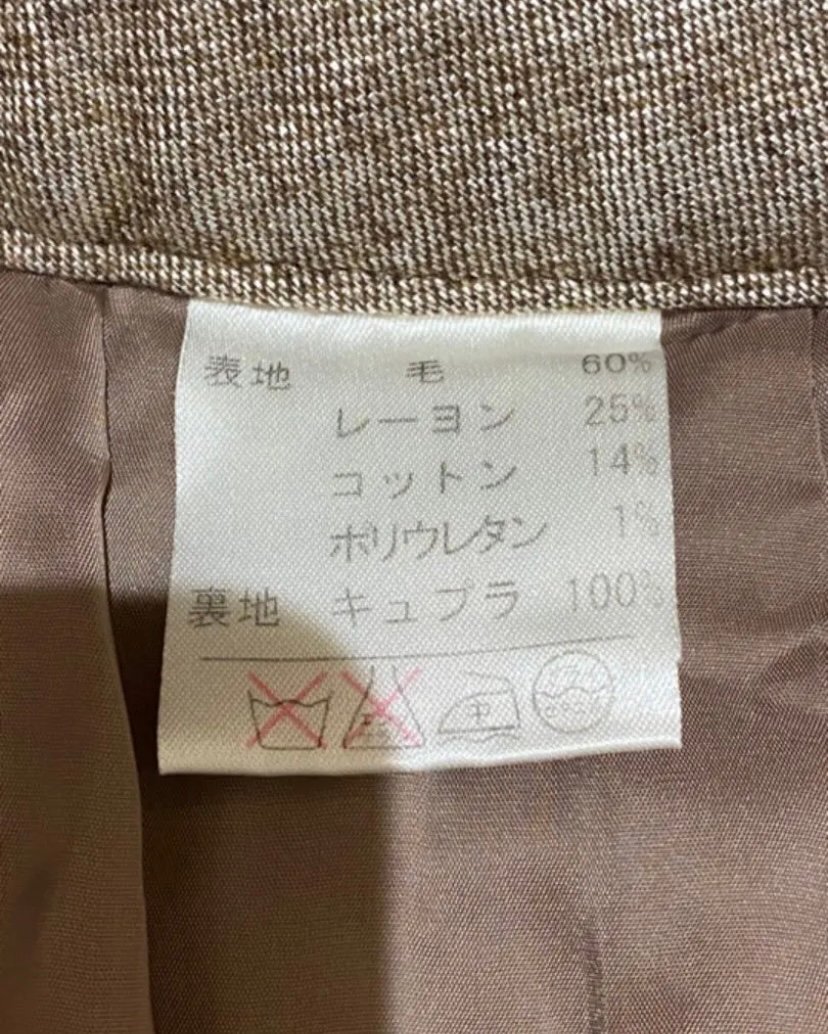 表地 毛 60%
レーヨン 25%
コットン 14%
ポリウレタン 1%
裏地 キュプラ 100%
中